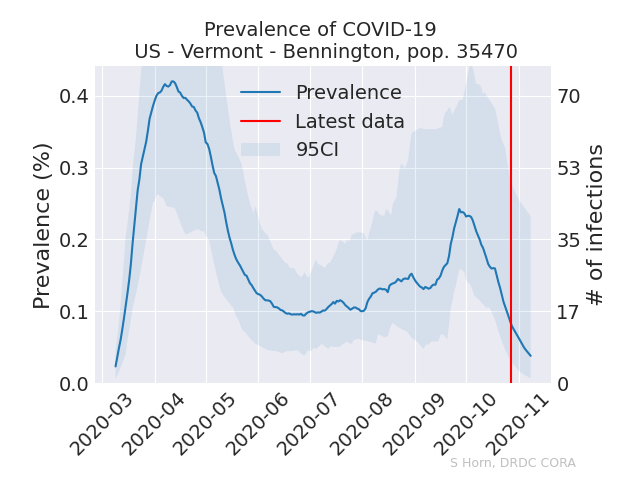 Prevalence of COVID-19
US - Vermont - Bennington, pop. 35470
Prevalence
Latest data
95CI
Prevalence (%)
0.4
0.3
0.2
0.1
0.0
# of infections
70
53
35
17
0
2020-03
2020-04
2020-05
2020-06
2020-07
2020-08
2020-09
2020-10
2020-11
S Horn, DRDC CORA